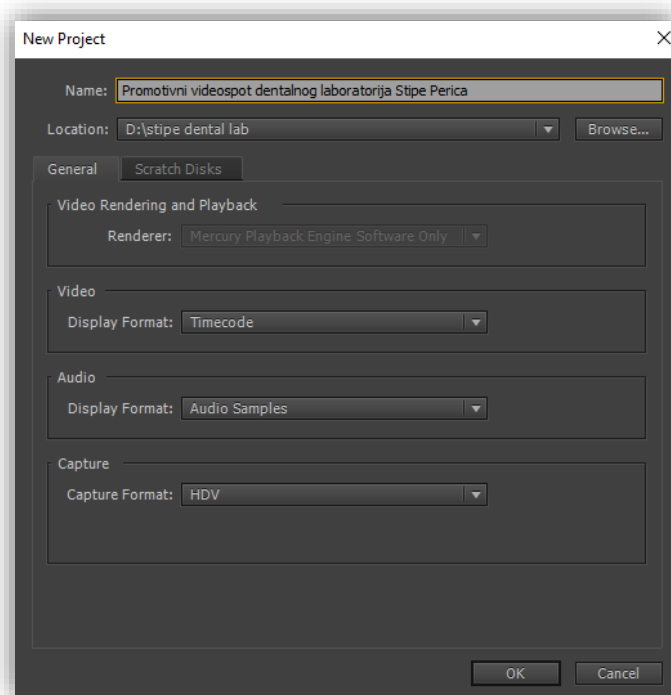 New Project
Name: Promotivni videospot dentalnog laboratorija Stipe Perica
Location: D:\stipe dental lab Browse...
General Scratch Disks
Video Rendering and Playback
Renderer: Mercury Playback Engine Software Only
Video
Display Format: Timecode
Audio
Display Format: Audio Samples
Capture
Capture Format: HDV
OK Cancel